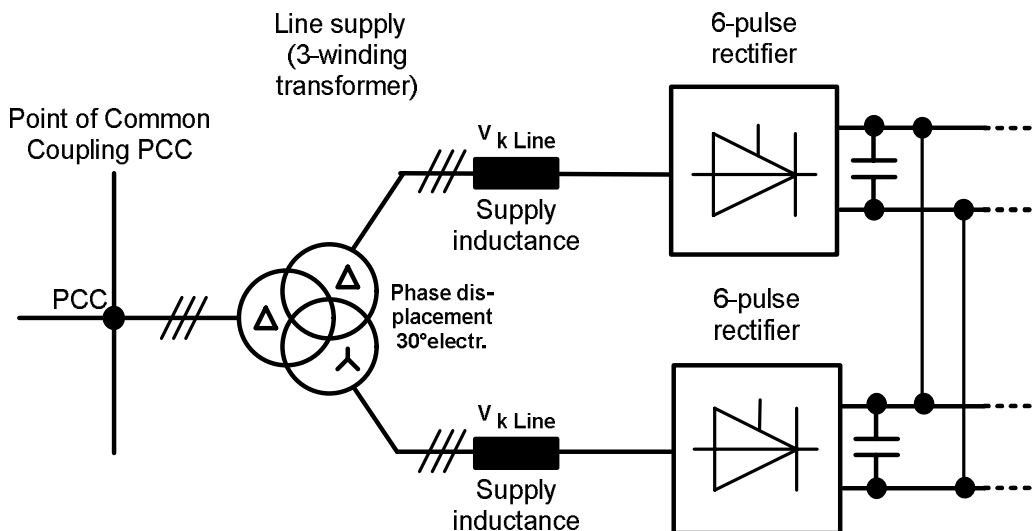 Line supply
(3-winding
transformer)
6-pulse
rectifier
Point of Common
Coupling PCC
V k Line
Supply
inductance
PCC
Phase dis-
placement
30°electr.
6-pulse
rectifier
V k Line
Supply
inductance